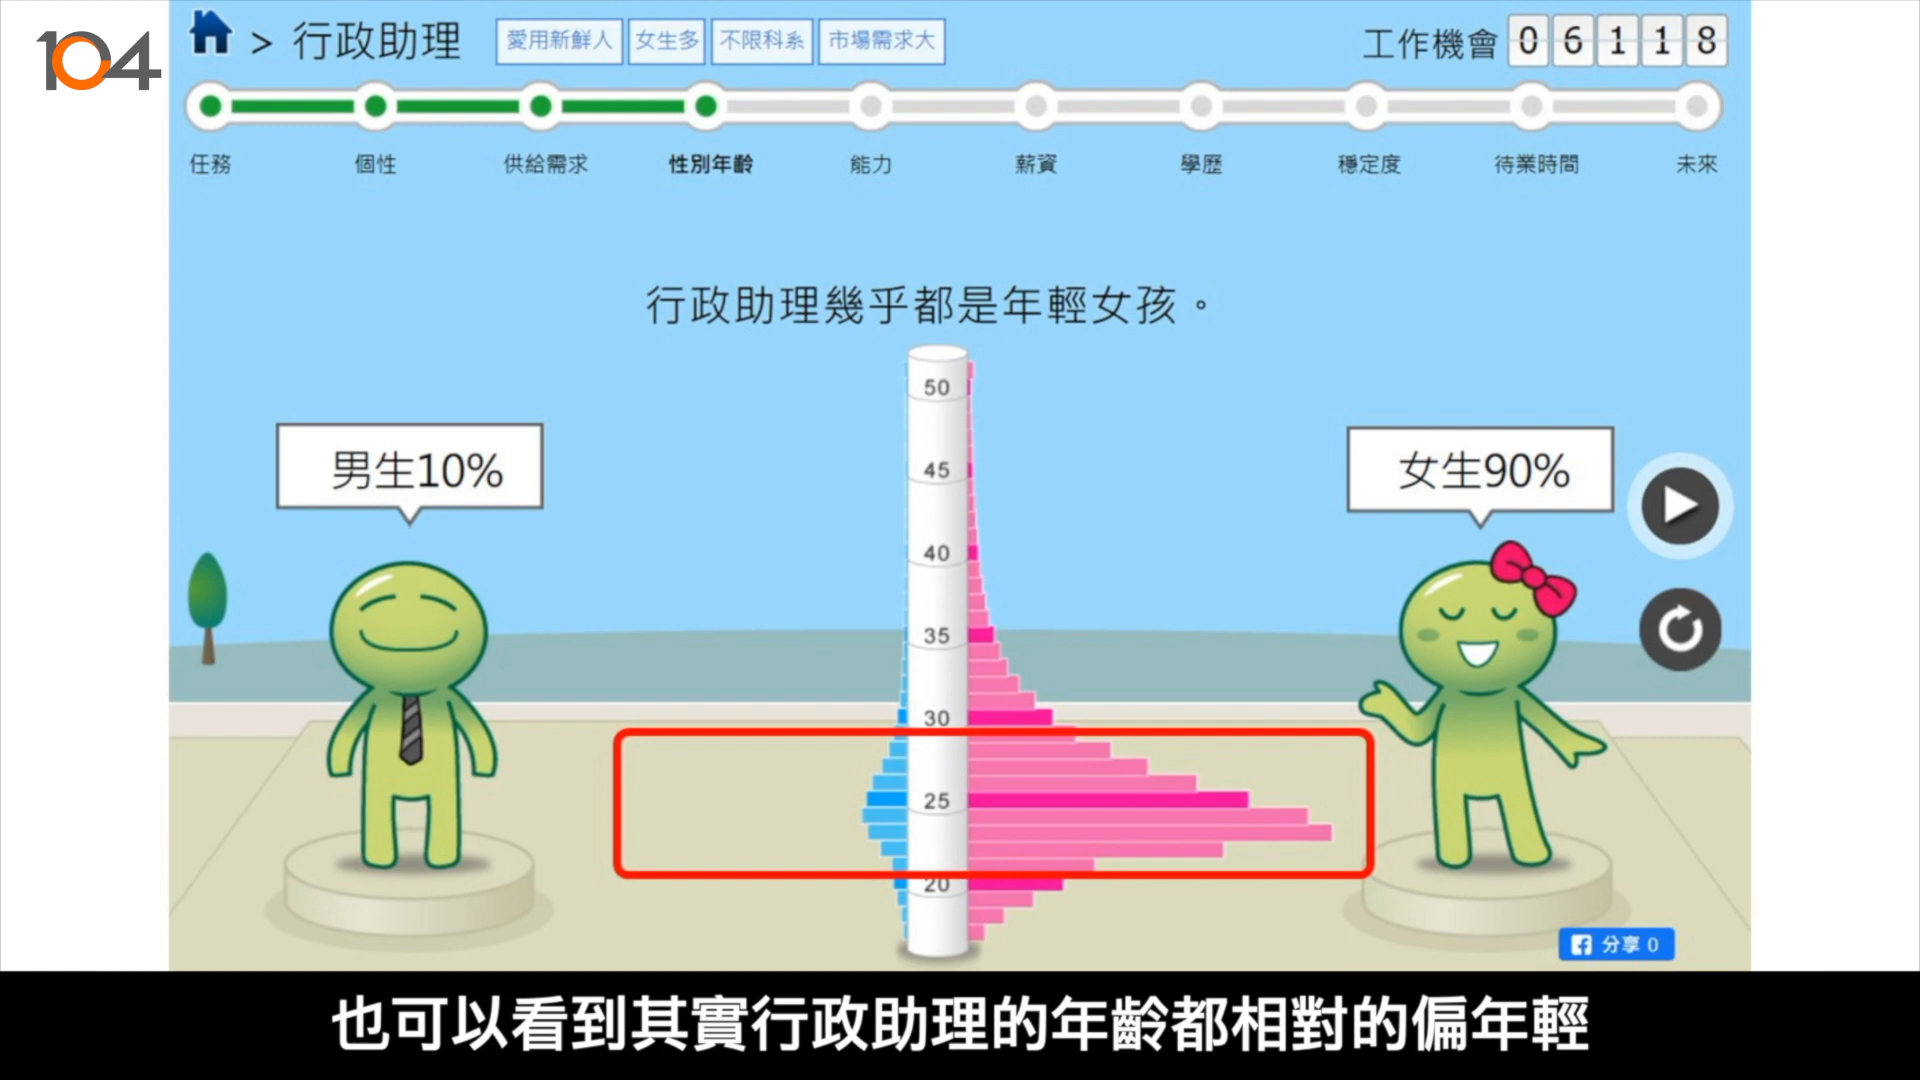 104
> 行政助理 愛用新鮮人 女生多 不限科系 市場需求大 工作機會 06118
任務 個性 供給需求 性別年齡 能力 薪資 學歷 穩定度 待業時間 未來
行政助理幾乎都是年輕女孩。
男生10%
女生90%
50
45
40
35
30
25
20
分享 0
也可以看到其實行政助理的年齡都相對的偏年輕